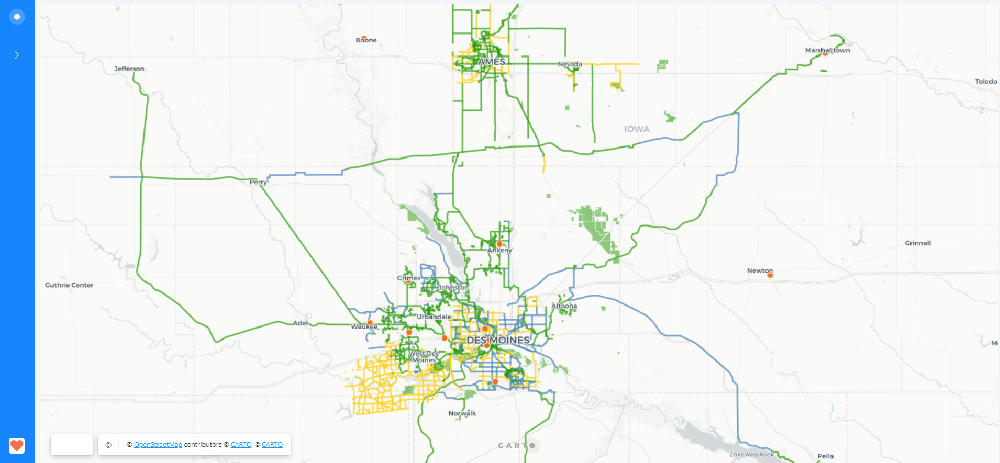 Boone
Marshalltown
AMES
Nevada
Jefferson
Toledo
IOWA
Perry
Grinnell
Ankeny
Newton
Grimes
Guthrie Center
Johnston
Altoona
Urbandale
Adel
Waukee
DES MOINES
West Des
Moines
Norwalk
© © OpenStreetMap contributors © CARTO, © CARTO
CARTO
Lake Red Rock
Pella